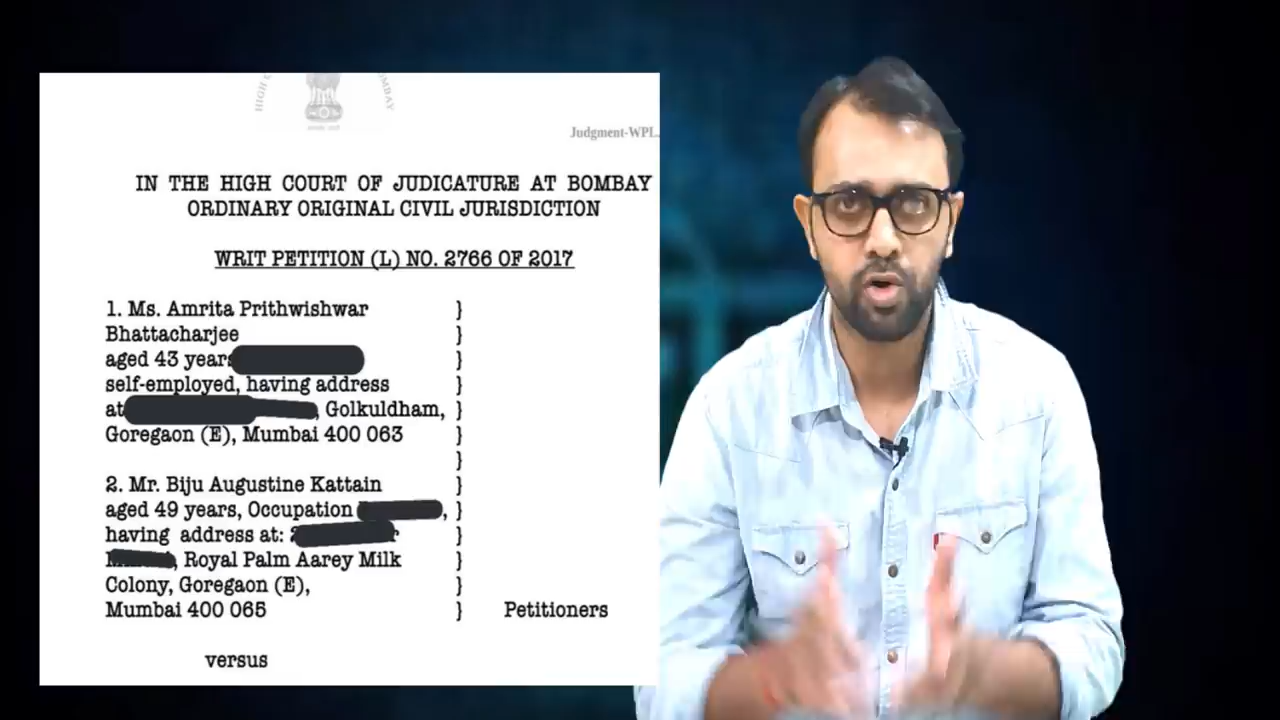 HIGH
OMBAY
Judgment-WPL.
IN THE HIGH COURT OF JUDICATURE AT BOMBAY
ORDINARY ORIGINAL CIVIL JURISDICTION
WRIT PETITION (L) NO. 2766 OF 2017
1. Ms. Amrita Prithwishwar }
Bhattacharjee }
aged 43 years }
self-employed, having address }
at , Golkuldham, }
Goregaon (E), Mumbai 400 063 }
}
2. Mr. Biju Augustine Kattain }
aged 49 years, Occupation , }
having address at: }
, Royal Palm Aarey Milk }
Colony, Goregaon (E), }
Mumbai 400 065 } Petitioners
versus